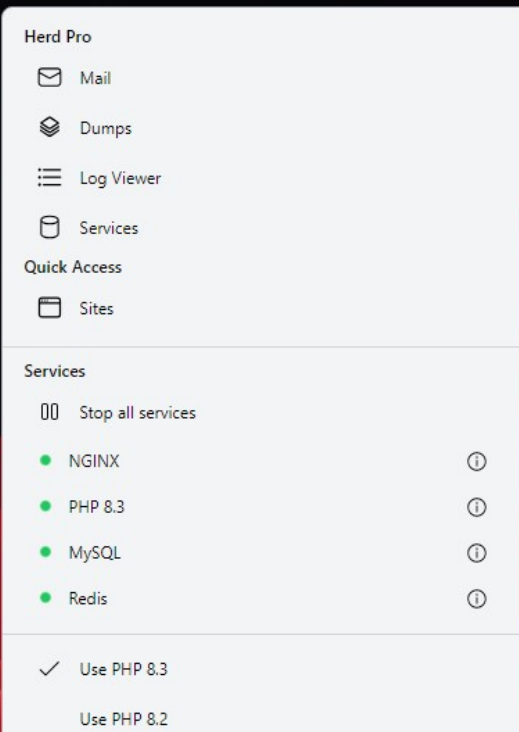 Herd Pro
Mail
Dumps
Log Viewer
Services
Quick Access
Sites
Services
Stop all services
NGINX
PHP 8.3
MySQL
Redis
Use PHP 8.3
Use PHP 8.2